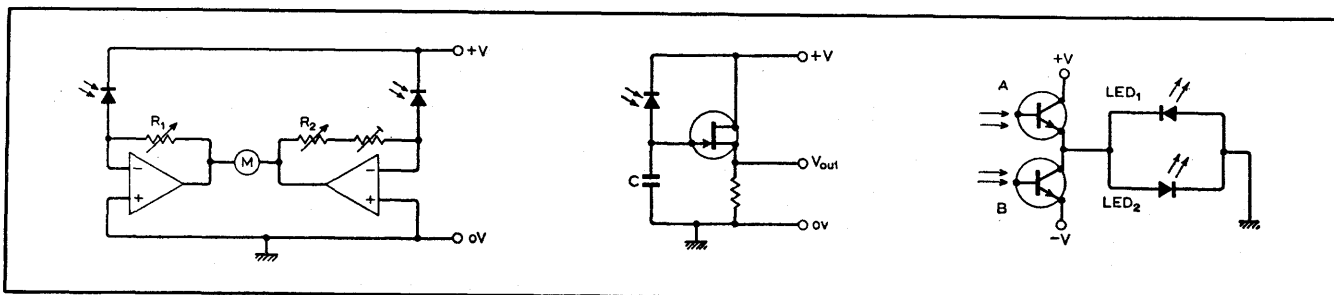 +V
R1
R2
M
−
+
−
+
0V
+V
C
Vout
0V
A
+V
LED1
B
LED2
−V